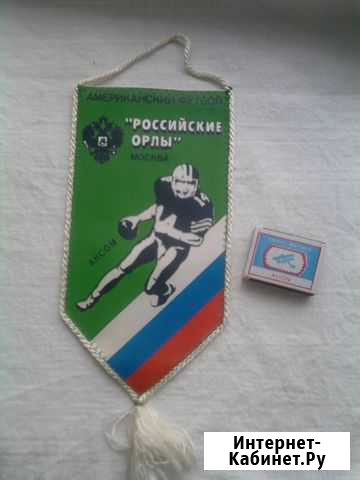 АМЕРИКАНСКИЙ ФУТБОЛ
"РОССИЙСКИЕ
ОРЛЫ"
МОСКВА
АКСОМ
14
Интернет-
Кабинет.Ру